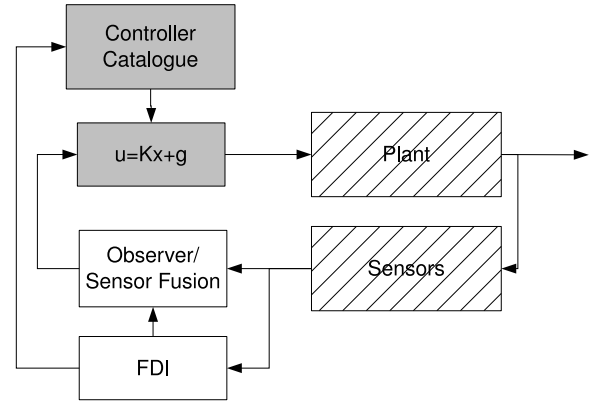 Controller
Catalogue
u=Kx+g
Plant
Observer/
Sensor Fusion
Sensors
FDI